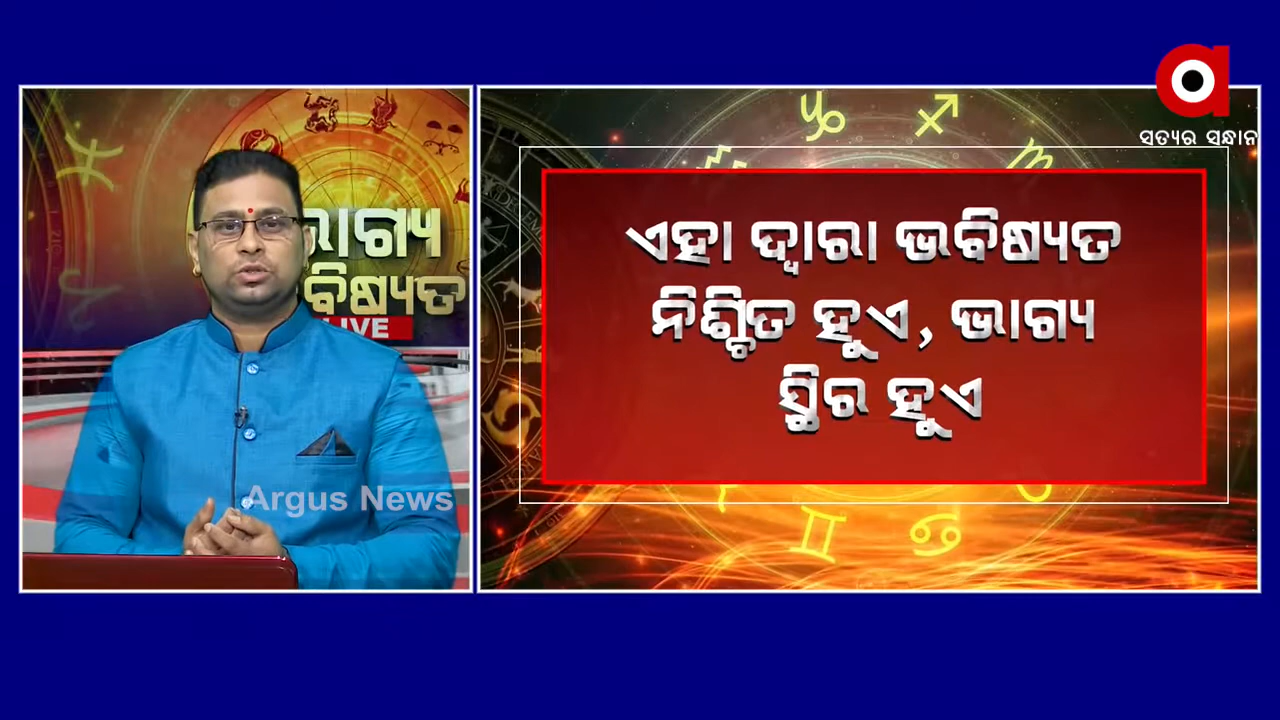 ସତ୍ୟର ସନ୍ଧାନ
ଭାଗ୍ୟ
ବିଷ୍ୟତ
LIVE
Argus News
ଏହା ଦ୍ୱାରା ଭବିଷ୍ୟତ
ନିଶ୍ଚିତ ହୁଏ, ଭାଗ୍ୟ
ସ୍ଥିର ହୁଏ